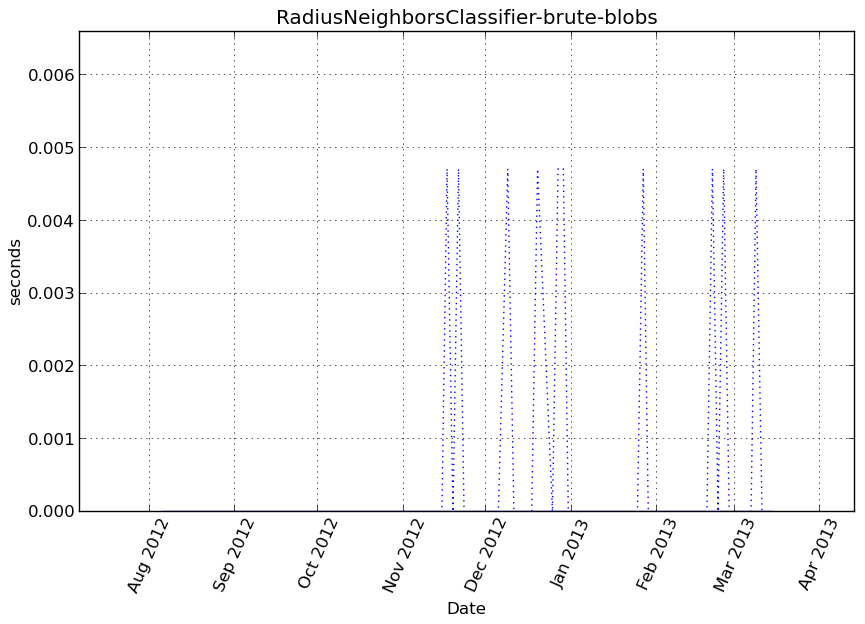 RadiusNeighborsClassifier-brute-blobs
0.006
0.005
0.004
0.003
0.002
0.001
0.000
seconds
Aug 2012
Sep 2012
Oct 2012
Nov 2012
Dec 2012
Jan 2013
Feb 2013
Mar 2013
Apr 2013
Date